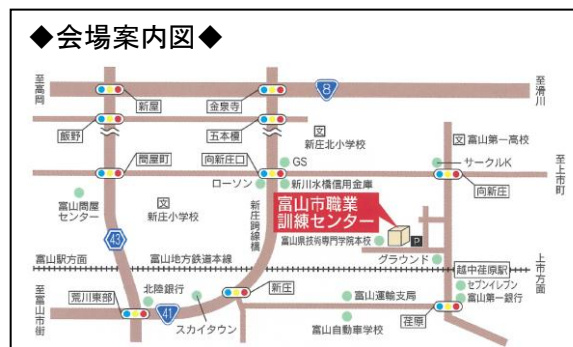 ◆会場案内図◆
至高岡
新屋
金泉寺
8
至滑川
飯野
五本榎
文
新庄北小学校
文
富山第一高校
問屋町
向新庄口
GS
サークルK
向新庄
至上市町
富山問屋
センター
文
新庄小学校
ローソン
新川水橋信用金庫
新庄跨線橋
富山市職業
訓練センター
43
富山県技術専門学院本校
P
グラウンド
富山駅方面
富山地方鉄道本線
越中荏原駅
上市方面
至富山市街
荒川東部
北陸銀行
41
スカイタウン
新庄
富山運輸支局
富山自動車学校
荏原
セブンイレブン
富山第一銀行